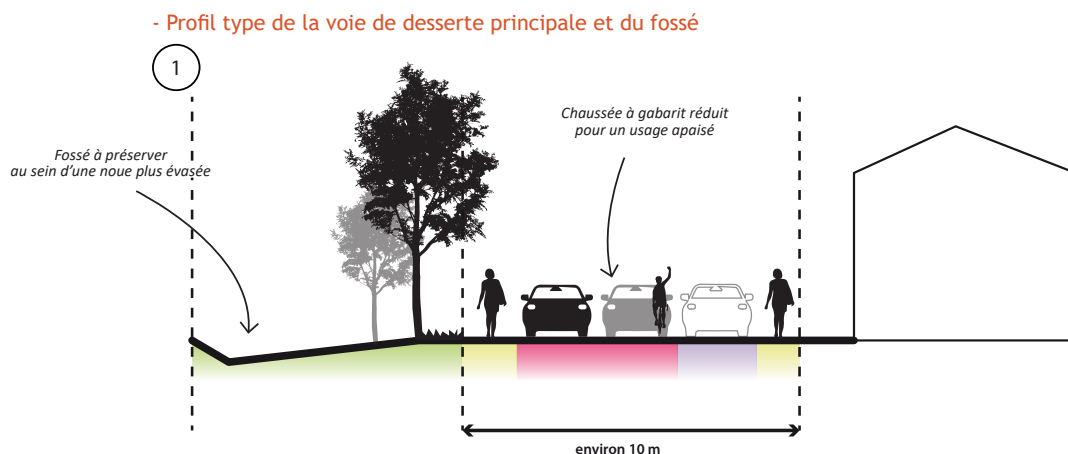 - Profil type de la voie de desserte principale et du fossé
1
Chaussée à gabarit réduit
pour un usage apaisé
Fossé à préserver
au sein d'une noue plus évasée
environ 10 m